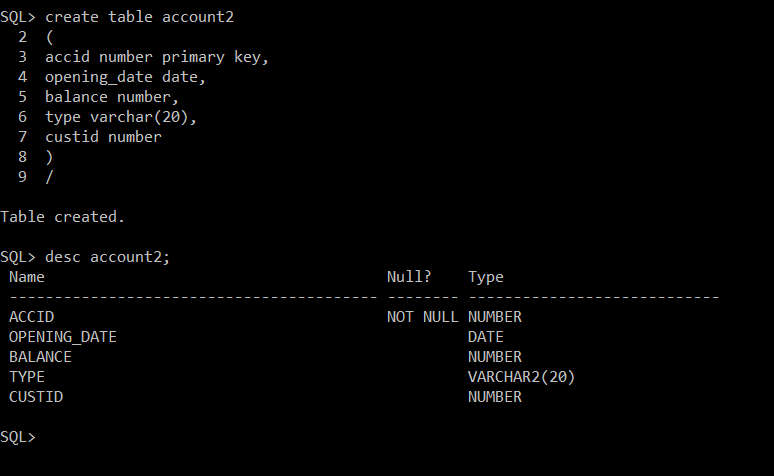 SQL> create table account2
  2  (
  3  accid number primary key,
  4  opening_date date,
  5  balance number,
  6  type varchar(20),
  7  custid number
  8  )
  9  /
Table created.
SQL> desc account2;
 Name                                      Null?    Type
 ----------------------------------------- -------- ----------------------------
 ACCID                                     NOT NULL NUMBER
 OPENING_DATE                                       DATE
 BALANCE                                            NUMBER
 TYPE                                               VARCHAR2(20)
 CUSTID                                             NUMBER
SQL>